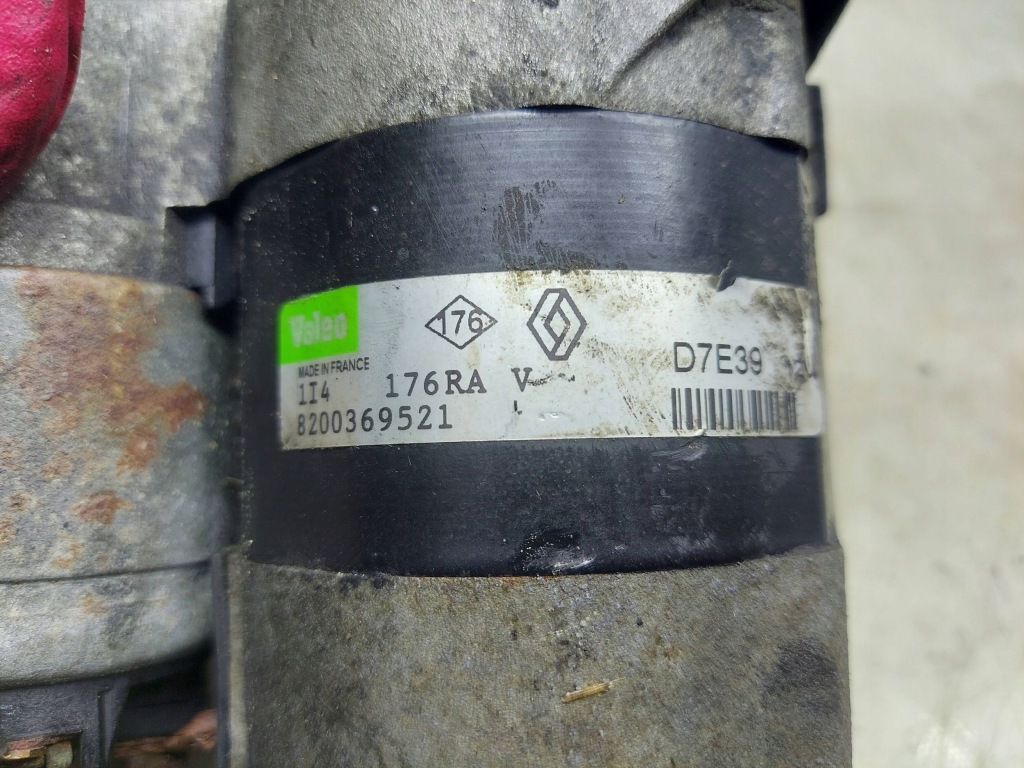 Valeo
176
MADE IN FRANCE
D7E39
1I4 176RA V
8200369521